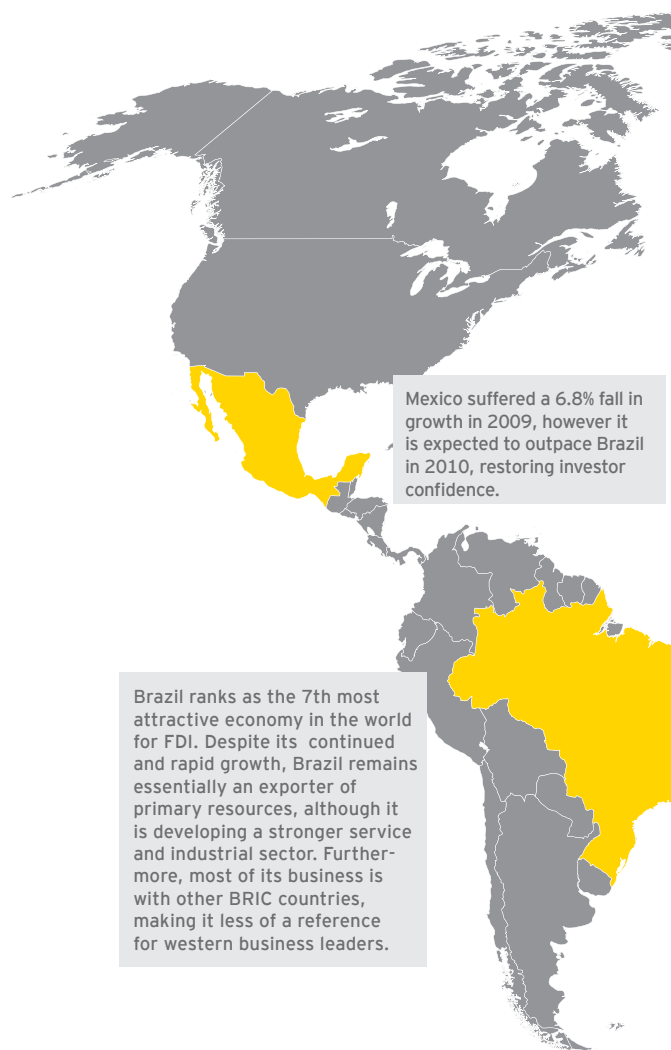 Mexico suffered a 6.8% fall in
growth in 2009, however it
is expected to outpace Brazil
in 2010, restoring investor
confidence.
Brazil ranks as the 7th most
attractive economy in the world
for FDI. Despite its  continued
and rapid growth, Brazil remains
essentially an exporter of
primary resources, although it
is developing a stronger service
and industrial sector. Further-
more, most of its business is
with other BRIC countries,
making it less of a reference
for western business leaders.